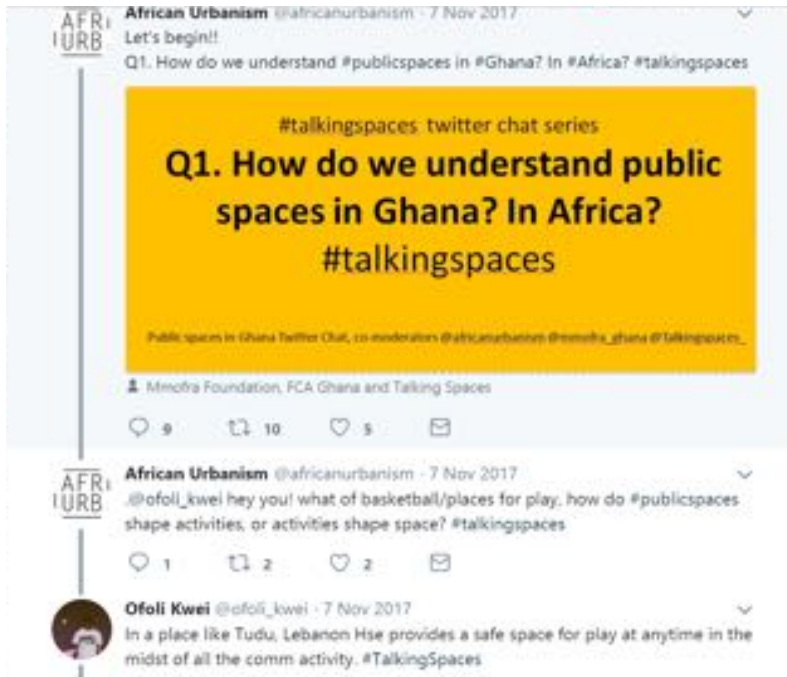 AFRI
URB
African Urbanism @africanurbanism · 7 Nov 2017
Let's begin!!
Q1. How do we understand #publicspaces in #Ghana? In #Africa? #talkingspaces
#talkingspaces twitter chat series
Q1. How do we understand public
spaces in Ghana? In Africa?
#talkingspaces
Public spaces in Ghana Twitter Chat, co-moderators @africanurbanism @mmofra_ghana @Talkingspaces_
Mmofra Foundation, FCA Ghana and Talking Spaces
9 10 5
AFRI
URB
African Urbanism @africanurbanism · 7 Nov 2017
.@ofoli_kwei hey you! what of basketball/places for play, how do #publicspaces
shape activities, or activities shape space? #talkingspaces
1 2 2
Ofoli Kwei @ofoli_kwei · 7 Nov 2017
In a place like Tudu, Lebanon Hse provides a safe space for play at anytime in the
midst of all the comm activity. #TalkingSpaces